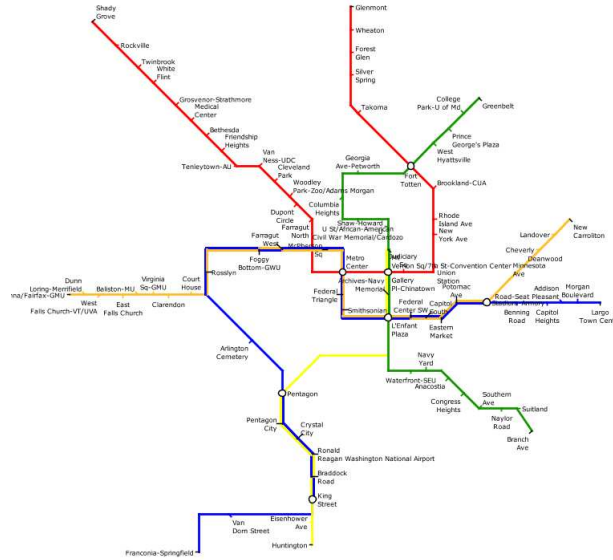 Shady
Grove
Rockville
Twinbrook
White
Flint
Grosvenor-Strathmore
Medical
Center
Bethesda
Friendship
Heights
Tenleytown-AU
Van
Ness-UDC
Cleveland
Park
Woodley
Park-Zoo/Adams Morgan
Dupont
Circle
Farragut
North
Glenmont
Wheaton
Forest
Glen
Silver
Spring
Takoma
Fort
Totten
Brookland-CUA
Rhode
Island Ave
New
York Ave
Union
Station
College
Park-U of Md
Greenbelt
Prince
George's Plaza
West
Hyattsville
Georgia
Ave-Petworth
Columbia
Heights
Shaw-Howard
U St/African-American
Civil War Memorial/Cardozo
Farragut
West
McPherson
Sq
Metro
Center
Judiciary
Sq
Gallery
Pl-Chinatown
Archives-Navy
Memorial
Federal
Triangle
Smithsonian
Federal
Center SW
Capitol
South
L'Enfant
Plaza
Eastern
Market
Potomac
Ave
Minnesota
Ave
Deanwood
Cheverly
Landover
New
Carrollton
Benning
Road
Capitol
Heights
Addison
Road-Seat Pleasant
Morgan
Boulevard
Largo
Town Cent
Foggy
Bottom-GWU
Rosslyn
Court
House
Clarendon
Virginia
Sq-GMU
Ballston-MU
East
Falls Church
West
Falls Church-VT/UVA
Dunn
Loring-Merrifield
na/Fairfax-GMU
Arlington
Cemetery
Pentagon
Pentagon
City
Crystal
City
Ronald
Reagan Washington National Airport
Braddock
Road
King
Street
Eisenhower
Ave
Huntington
Van
Dorn Street
Franconia-Springfield
Navy
Yard
Waterfront-SEU
Anacostia
Congress
Heights
Southern
Ave
Naylor
Road
Suitland
Branch
Ave